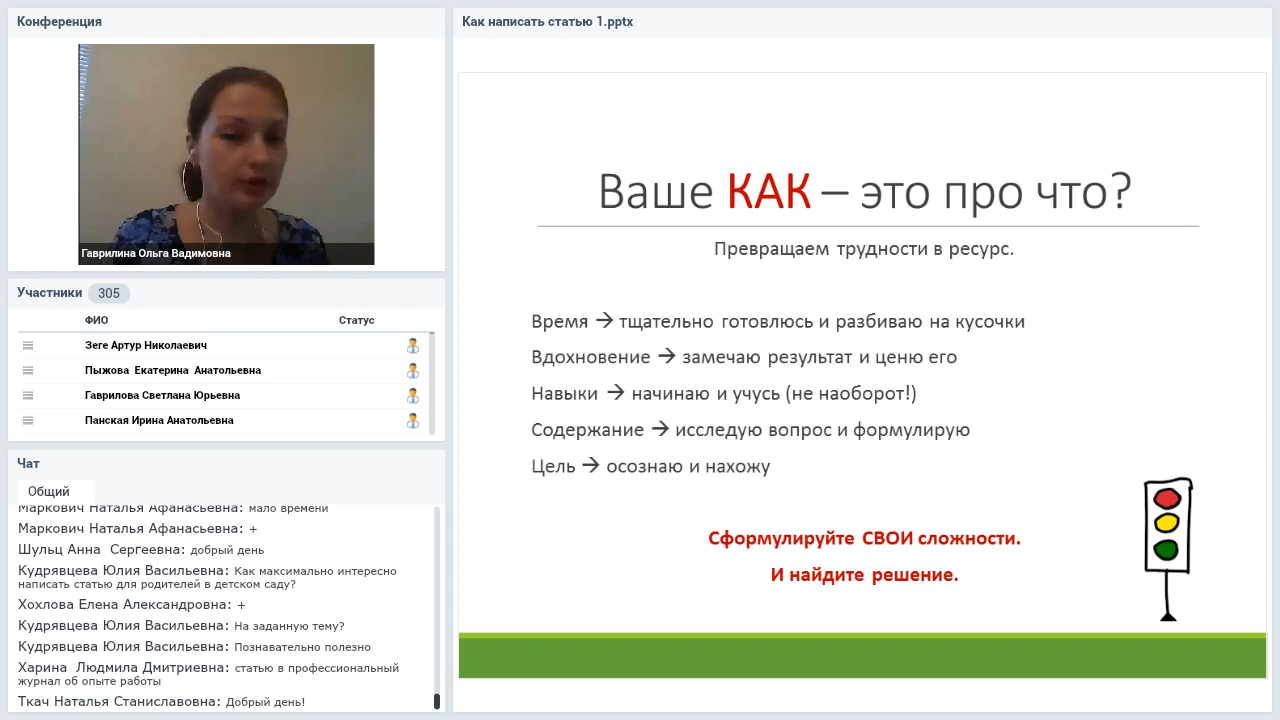 Конференция
Гаврилина Ольга Вадимовна
Участники 305
ФИО Статус
Зеге Артур Николаевич
Пыжова Екатерина Анатольевна
Гаврилова Светлана Юрьевна
Панская Ирина Анатольевна
Чат
Общий
Маркович Наталья Афанасьевна: мало времени
Маркович Наталья Афанасьевна: +
Шульц Анна Сергеевна: добрый день
Кудрявцева Юлия Васильевна: Как максимально интересно
написать статью для родителей в детском саду?
Хохлова Елена Александровна: +
Кудрявцева Юлия Васильевна: На заданную тему?
Кудрявцева Юлия Васильевна: Познавательно полезно
Харина Людмила Дмитриевна: статью в профессиональный
журнал об опыте работы
Ткач Наталья Станиславовна: Добрый день!
Как написать статью 1.pptx
Ваше КАК – это про что?
Превращаем трудности в ресурс.
Время → тщательно готовлюсь и разбиваю на кусочки
Вдохновение → замечаю результат и ценю его
Навыки → начинаю и учусь (не наоборот!)
Содержание → исследую вопрос и формулирую
Цель → осознаю и нахожу
Сформулируйте СВОИ сложности.
И найдите решение.